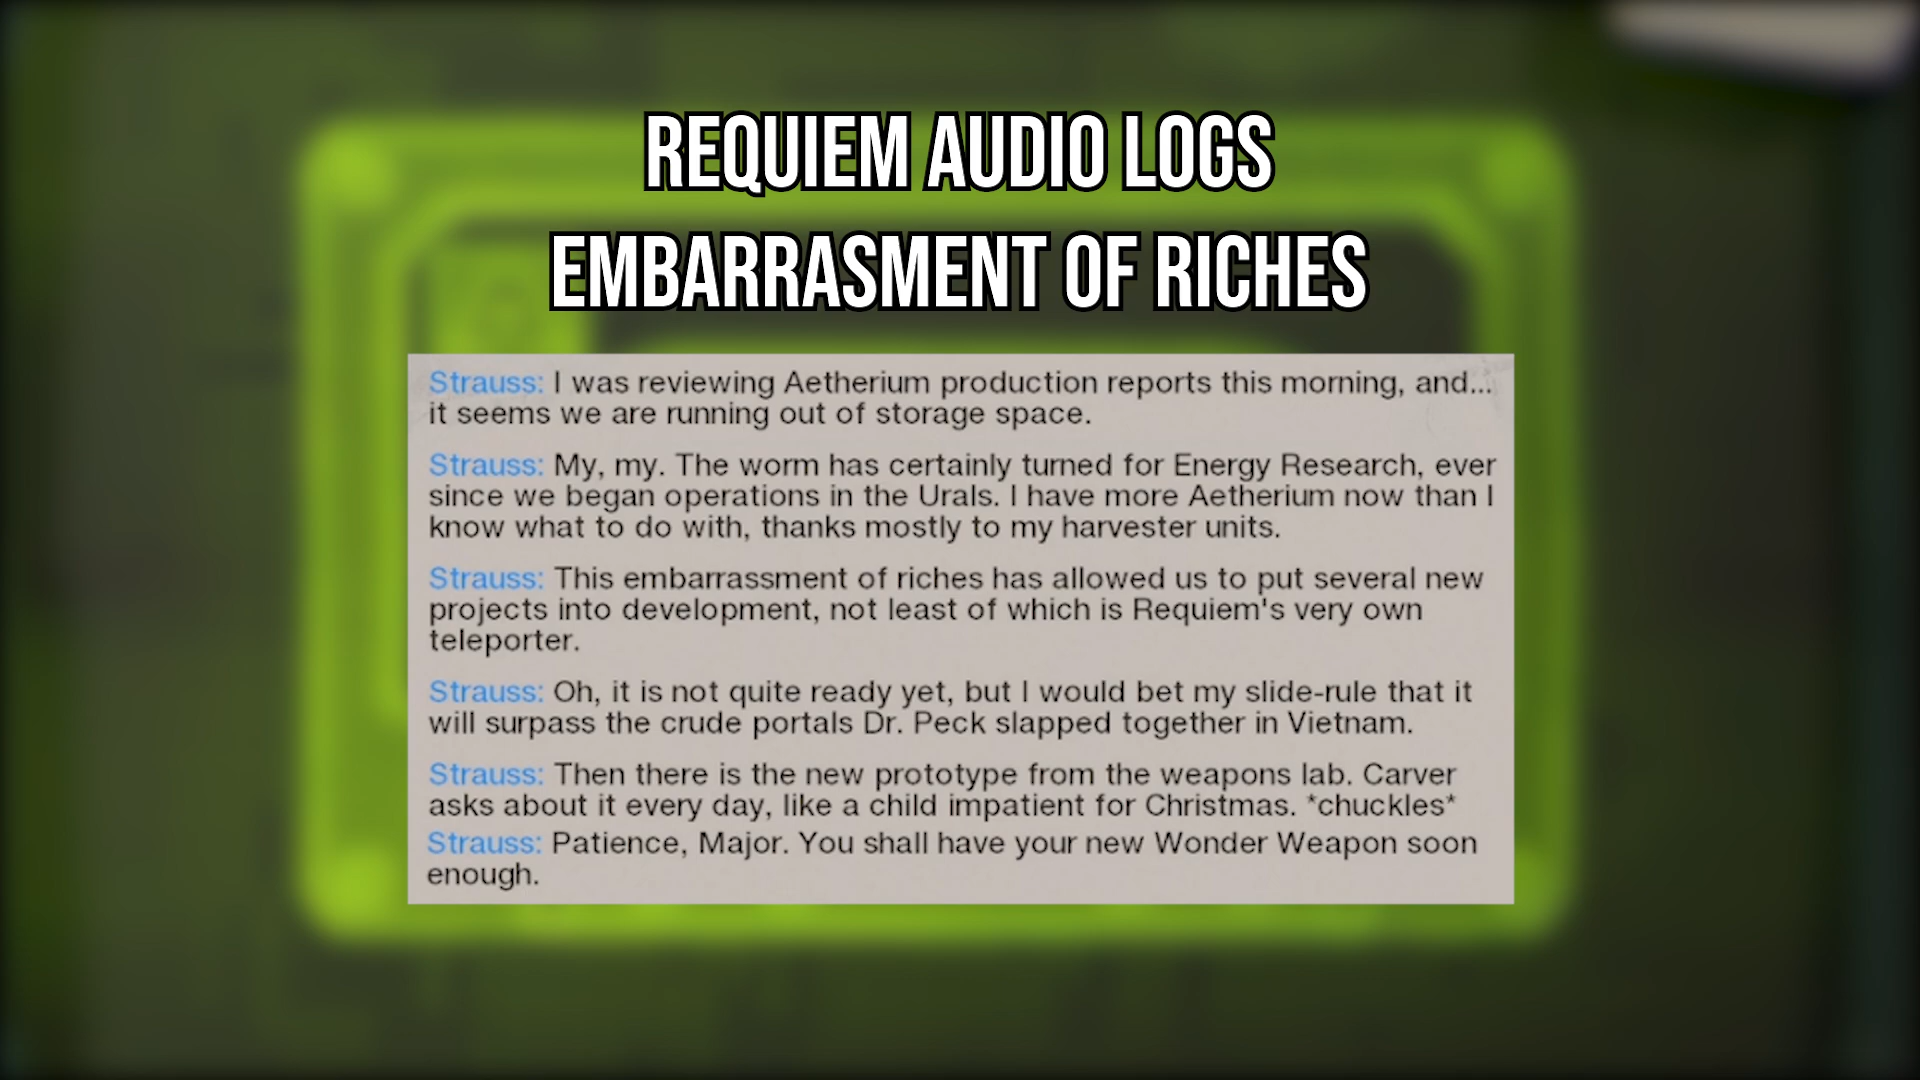 REQUIEM AUDIO LOGS
EMBARRASMENT OF RICHES
Strauss: I was reviewing Aetherium production reports this morning, and...
it seems we are running out of storage space.
Strauss: My, my. The worm has certainly turned for Energy Research, ever
since we began operations in the Urals. I have more Aetherium now than I
know what to do with, thanks mostly to my harvester units.
Strauss: This embarrassment of riches has allowed us to put several new
projects into development, not least of which is Requiem's very own
teleporter.
Strauss: Oh, it is not quite ready yet, but I would bet my slide-rule that it
will surpass the crude portals Dr. Peck slapped together in Vietnam.
Strauss: Then there is the new prototype from the weapons lab. Carver
asks about it every day, like a child impatient for Christmas. *chuckles*
Strauss: Patience, Major. You shall have your new Wonder Weapon soon
enough.